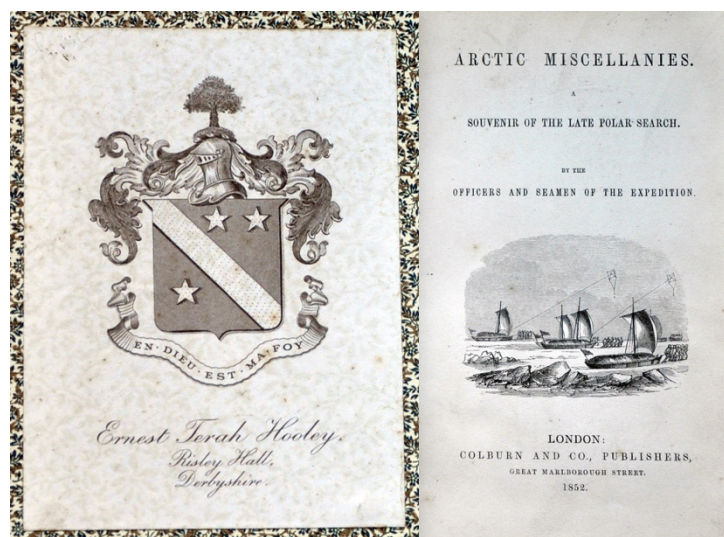 EN · DIEU · EST · MA · FOY
Ernest Terah Hooley.
Risley Hall,
Derbyshire.
ARCTIC MISCELLANIES.
A
SOUVENIR OF THE LATE POLAR SEARCH.
BY THE
OFFICERS AND SEAMEN OF THE EXPEDITION.
LONDON:
COLBURN AND CO., PUBLISHERS,
GREAT MARLBOROUGH STREET.
1852.